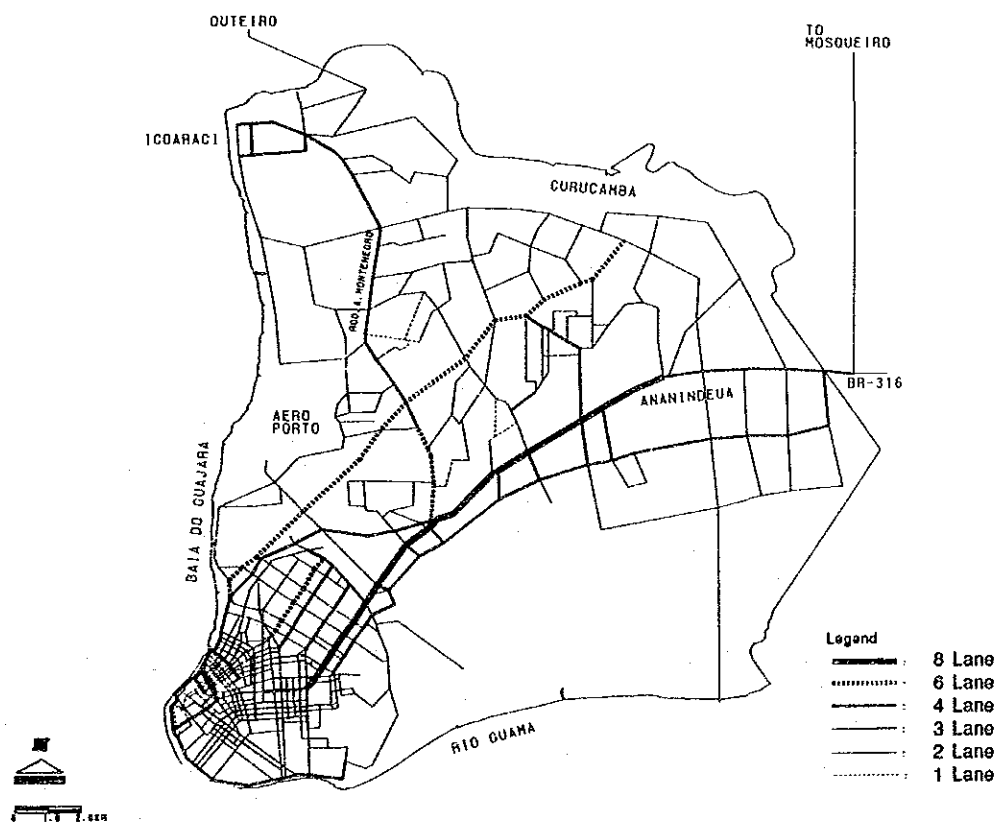 OUTEIRO
TO
MOSQUEIRO
ICOARACI
CURUCAMBA
ROD. A. MONTENEGRO
BR-316
ANANINDEUA
AERO
PORTO
BAIA DO GUAJARA
RIO GUAMA
Legend
8 Lane
6 Lane
4 Lane
3 Lane
2 Lane
1 Lane
N